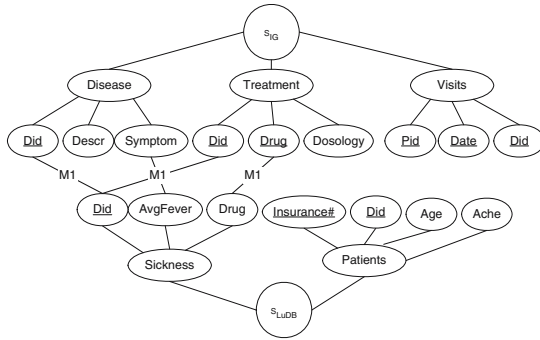 S_IG
Disease Treatment Visits
Did Descr Symptom Did Drug Dosology Pid Date Did
M1 M1 M1
Did AvgFever Drug Insurance# Did Age Ache
Sickness Patients
S_LuDB